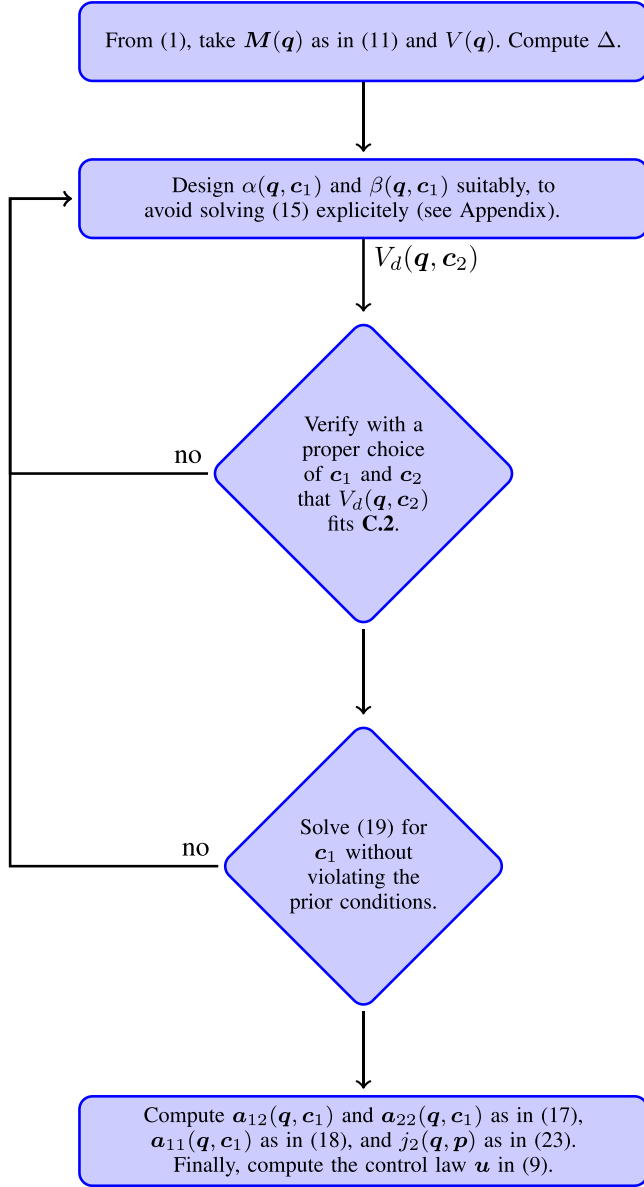 From (1), take M(q) as in (11) and V(q). Compute Δ.
Design α(q, c₁) and β(q, c₁) suitably, to
avoid solving (15) explicitely (see Appendix).
V_d(q, c₂)
Verify with a
proper choice
of c₁ and c₂
that V_d(q, c₂)
fits C.2.
no
Solve (19) for
c₁ without
violating the
prior conditions.
no
Compute a₁₂(q, c₁) and a₂₂(q, c₁) as in (17),
a₁₁(q, c₁) as in (18), and j₂(q, p) as in (23).
Finally, compute the control law u in (9).